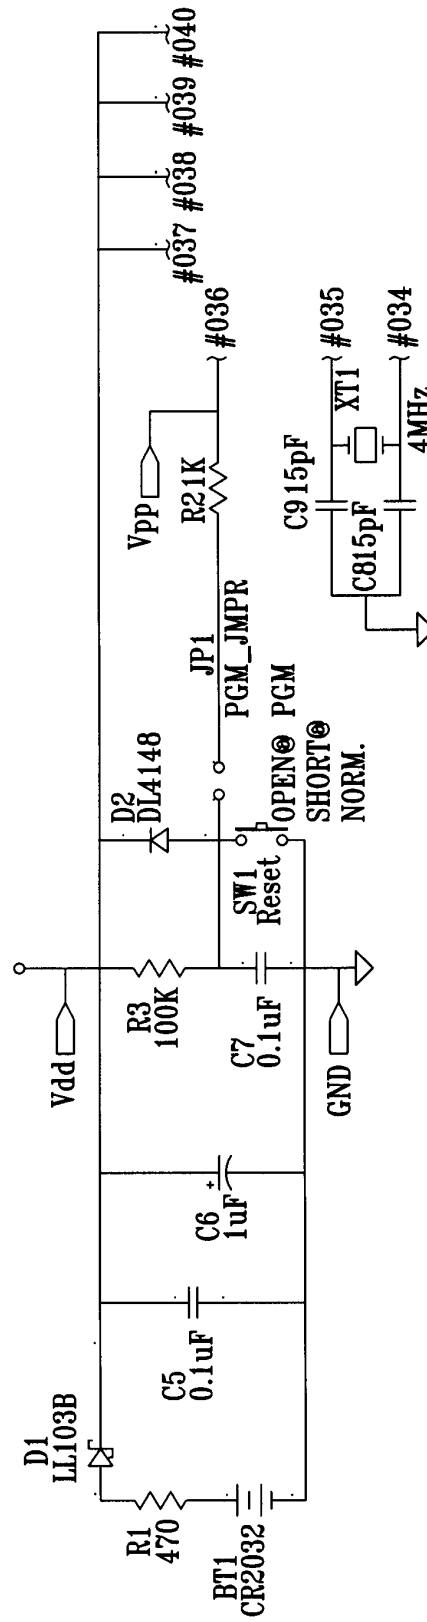 D1
LL103B
R1
470
BT1
CR2032
C5
0.1uF
C6
1uF
Vdd
R3
100K
C7
0.1uF
GND
D2
DL4148
SW1
Reset
OPEN@ PGM
SHORT@
NORM.
JP1
PGM_JMPR
Vpp
R21K
#036
#037
#038
#039
#040
C915pF
C815pF
XT1
4MHz
#035
#034